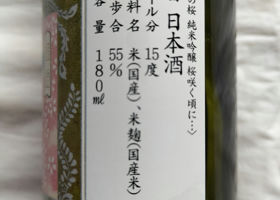 の桜 純米吟醸 桜咲く頃に…〉
日本酒
ル分 15度
料名 米(国産)、米麹(国産米)
歩合 55%
容量 180ml